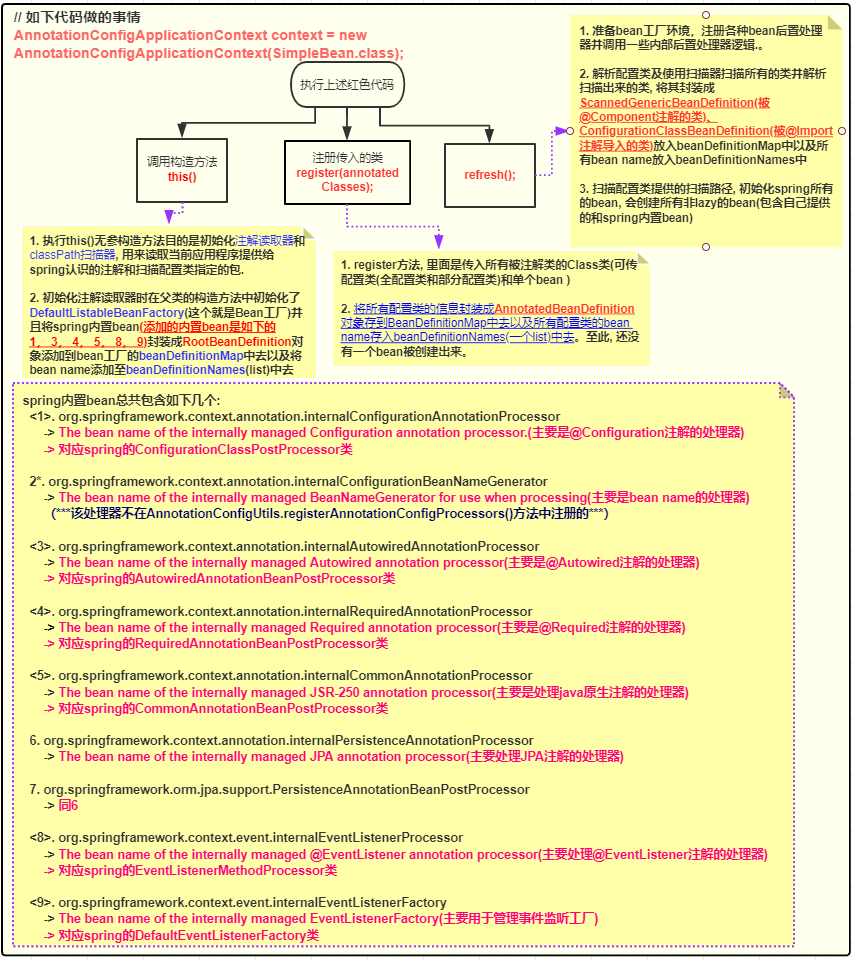 // 如下代码做的事情
AnnotationConfigApplicationContext context = new
AnnotationConfigApplicationContext(SimpleBean.class);
执行上述红色代码
调用构造方法
this()
注册传入的类
register(annotated
Classes);
refresh();
1. 准备bean工厂环境，注册各种bean后置处理
器并调用一些内部后置处理器逻辑.。
2. 解析配置类及使用扫描器扫描所有的类并解析
扫描出来的类, 将其封装成
ScannedGenericBeanDefinition(被
@Component注解的类)、
ConfigurationClassBeanDefinition(被@Import
注解导入的类)放入beanDefinitionMap中以及所
有bean name放入beanDefinitionNames中
3. 扫描配置类提供的扫描路径, 初始化spring所有
的bean, 会创建所有非lazy的bean(包含自己提供
的和spring内置bean)
1. 执行this()无参构造方法目的是初始化注解读取器和
classPath扫描器, 用来读取当前应用程序提供给
spring认识的注解和扫描配置类指定的包.
2. 初始化注解读取器时在父类的构造方法中初始化了
DefaultListableBeanFactory(这个就是Bean工厂)并
且将spring内置bean(添加的内置bean是如下的
1， 3， 4， 5， 8， 9)封装成RootBeanDefinition对
象添加到bean工厂的beanDefinitionMap中去以及将
bean name添加至beanDefinitionNames(list)中去
1. register方法, 里面是传入所有被注解类的Class类(可传
配置类(全配置类和部分配置类)和单个bean )
2. 将所有配置类的信息封装成AnnotatedBeanDefinition
对象存到BeanDefinitionMap中去以及所有配置类的bean
name存入beanDefinitionNames(一个list)中去。至此, 还没
有一个bean被创建出来。
spring内置bean总共包含如下几个:
<1>. org.springframework.context.annotation.internalConfigurationAnnotationProcessor
-> The bean name of the internally managed Configuration annotation processor.(主要是@Configuration注解的处理器)
-> 对应spring的ConfigurationClassPostProcessor类
2*. org.springframework.context.annotation.internalConfigurationBeanNameGenerator
-> The bean name of the internally managed BeanNameGenerator for use when processing(主要是bean name的处理器)
(***该处理器不在AnnotationConfigUtils.registerAnnotationConfigProcessors()方法中注册的***)
<3>. org.springframework.context.annotation.internalAutowiredAnnotationProcessor
-> The bean name of the internally managed Autowired annotation processor(主要是@Autowired注解的处理器)
-> 对应spring的AutowiredAnnotationBeanPostProcessor类
<4>. org.springframework.context.annotation.internalRequiredAnnotationProcessor
-> The bean name of the internally managed Required annotation processor(主要是@Required注解的处理器)
-> 对应spring的RequiredAnnotationBeanPostProcessor类
<5>. org.springframework.context.annotation.internalCommonAnnotationProcessor
-> The bean name of the internally managed JSR-250 annotation processor(主要是处理java原生注解的处理器)
-> 对应spring的CommonAnnotationBeanPostProcessor类
6. org.springframework.context.annotation.internalPersistenceAnnotationProcessor
-> The bean name of the internally managed JPA annotation processor(主要处理JPA注解的处理器)
7. org.springframework.orm.jpa.support.PersistenceAnnotationBeanPostProcessor
-> 同6
<8>. org.springframework.context.event.internalEventListenerProcessor
-> The bean name of the internally managed @EventListener annotation processor(主要处理@EventListener注解的处理器)
-> 对应spring的EventListenerMethodProcessor类
<9>. org.springframework.context.event.internalEventListenerFactory
-> The bean name of the internally managed EventListenerFactory(主要用于管理事件监听工厂)
-> 对应spring的DefaultEventListenerFactory类